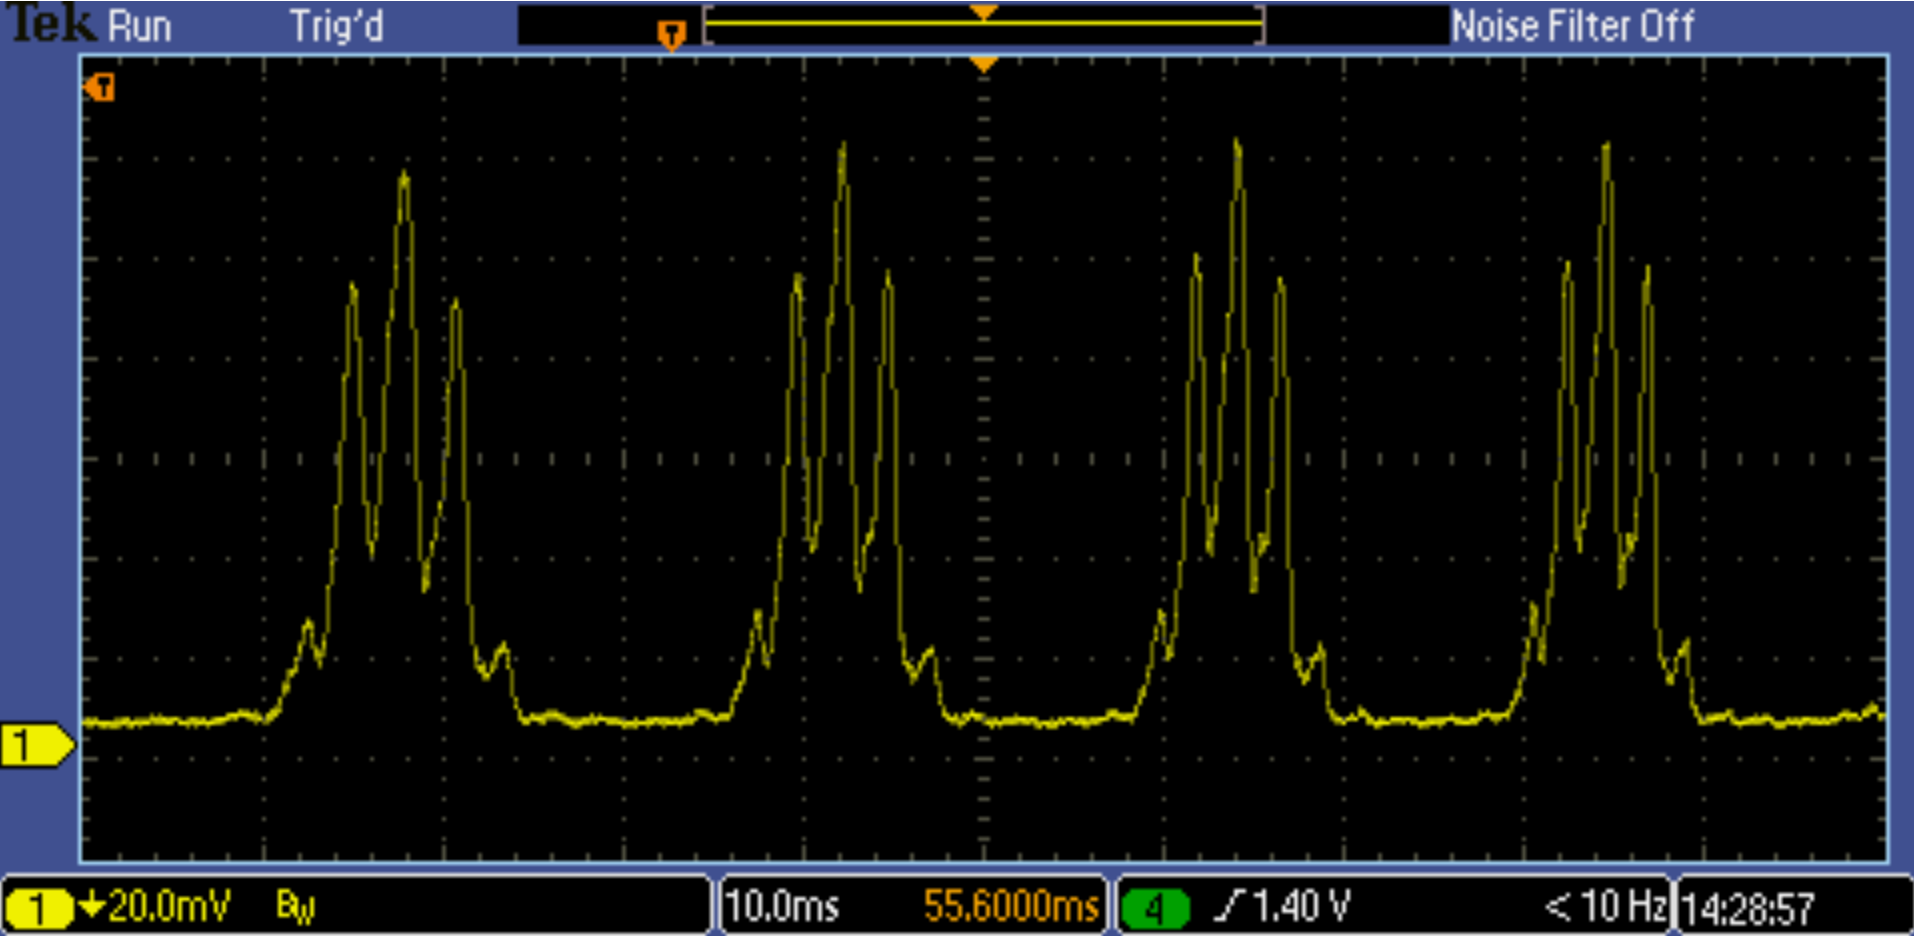 Tek Run Trig'd T Noise Filter Off
T
1
1 20.0mV BW 10.0ms 55.6000ms 4 1.40 V < 10 Hz 14:28:57